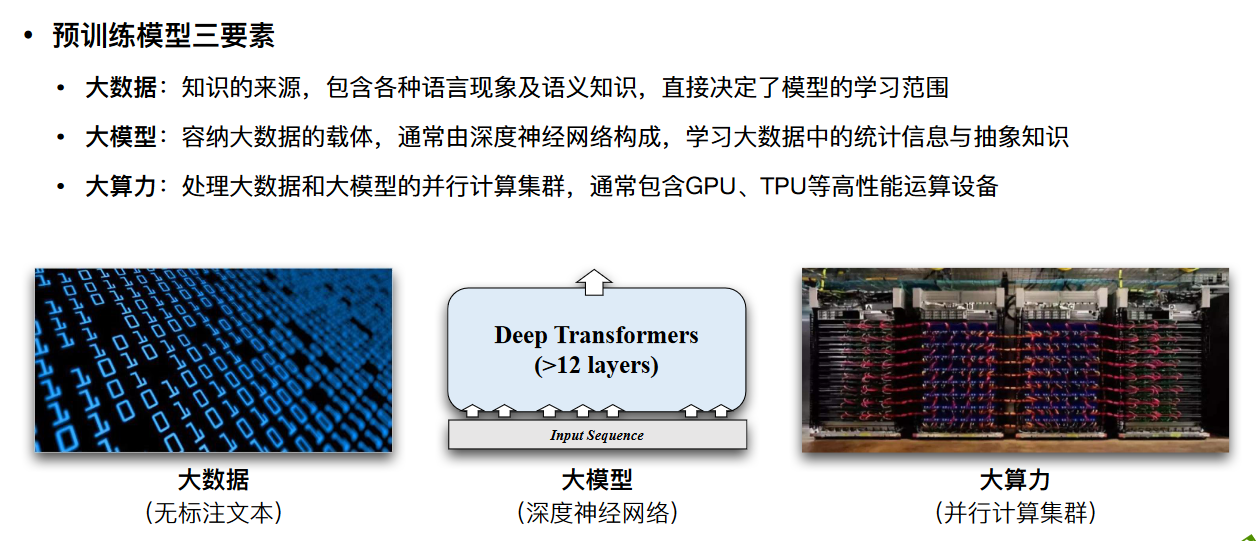 • 预训练模型三要素
• 大数据：知识的来源，包含各种语言现象及语义知识，直接决定了模型的学习范围
• 大模型：容纳大数据的载体，通常由深度神经网络构成，学习大数据中的统计信息与抽象知识
• 大算力：处理大数据和大模型的并行计算集群，通常包含GPU、TPU等高性能运算设备
Deep Transformers
(>12 layers)
Input Sequence
大数据
（无标注文本）
大模型
（深度神经网络）
大算力
（并行计算集群）